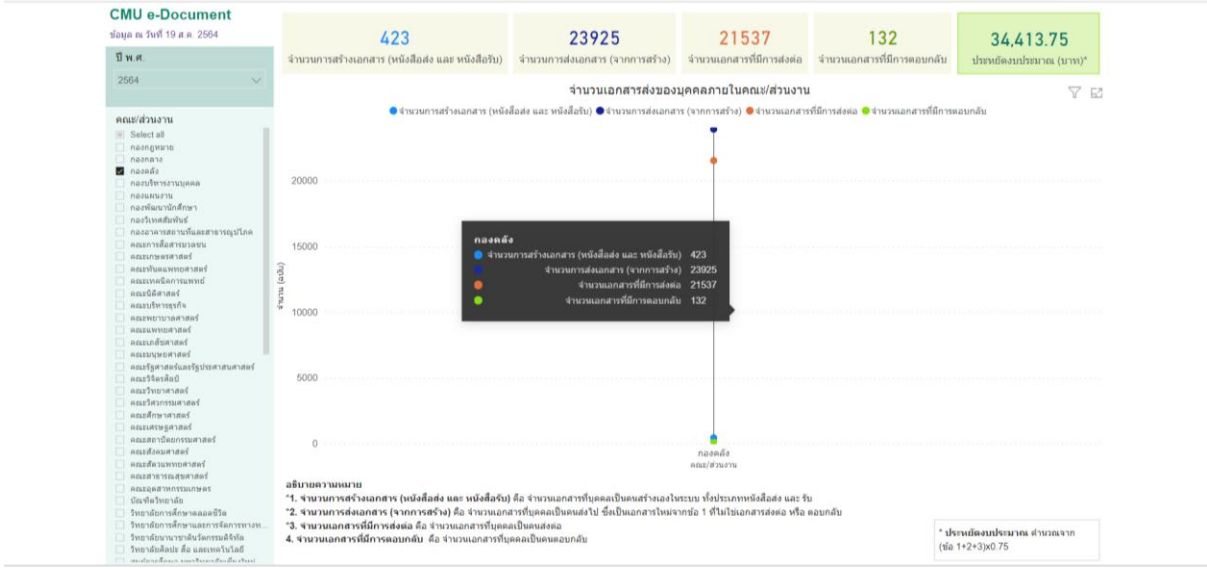 CMU e-Document
ข้อมูล ณ วันที่ 19 ส.ค. 2564
ปี พ.ศ.
2564
คณะ/ส่วนงาน
Select all
กองกฎหมาย
กองกลาง
กองคลัง
กองบริหารงานบุคคล
กองแผนงาน
กองพัฒนานักศึกษา
กองวิเทศสัมพันธ์
กองอาคารสถานที่และสาธารณูปโภค
คณะการสื่อสารมวลชน
คณะเกษตรศาสตร์
คณะทันตแพทยศาสตร์
คณะเทคนิคการแพทย์
คณะนิติศาสตร์
คณะบริหารธุรกิจ
คณะพยาบาลศาสตร์
คณะแพทยศาสตร์
คณะเภสัชศาสตร์
คณะมนุษยศาสตร์
คณะรัฐศาสตร์และรัฐประศาสนศาสตร์
คณะวิจิตรศิลป์
คณะวิทยาศาสตร์
คณะวิศวกรรมศาสตร์
คณะศึกษาศาสตร์
คณะเศรษฐศาสตร์
คณะสถาปัตยกรรมศาสตร์
คณะสังคมศาสตร์
คณะสัตวแพทยศาสตร์
คณะสาธารณสุขศาสตร์
คณะอุตสาหกรรมเกษตร
บัณฑิตวิทยาลัย
วิทยาลัยการศึกษาตลอดชีวิต
วิทยาลัยการศึกษาและการจัดการทางท...
วิทยาลัยนานาชาตินวัตกรรมดิจิทัล
วิทยาลัยศิลปะ สื่อ และเทคโนโลยี
423
จำนวนการสร้างเอกสาร (หนังสือส่ง และ หนังสือรับ)
23925
จำนวนการส่งเอกสาร (จากการสร้าง)
21537
จำนวนเอกสารที่มีการส่งต่อ
132
จำนวนเอกสารที่มีการตอบกลับ
34,413.75
ประหยัดงบประมาณ (บาท)*
จำนวนเอกสารส่งของบุคคลภายในคณะ/ส่วนงาน
จำนวนการสร้างเอกสาร (หนังสือส่ง และ หนังสือรับ) จำนวนการส่งเอกสาร (จากการสร้าง) จำนวนเอกสารที่มีการส่งต่อ จำนวนเอกสารที่มีการตอบกลับ
20000
15000
10000
5000
0
จำนวน (ฉบับ)
กองคลัง
จำนวนการสร้างเอกสาร (หนังสือส่ง และ หนังสือรับ) 423
จำนวนการส่งเอกสาร (จากการสร้าง) 23925
จำนวนเอกสารที่มีการส่งต่อ 21537
จำนวนเอกสารที่มีการตอบกลับ 132
กองคลัง
คณะ/ส่วนงาน
อธิบายความหมาย
*1. จำนวนการสร้างเอกสาร (หนังสือส่ง และ หนังสือรับ) คือ จำนวนเอกสารที่บุคคลเป็นคนสร้างเองในระบบ ทั้งประเภทหนังสือส่ง และ รับ
*2. จำนวนการส่งเอกสาร (จากการสร้าง) คือ จำนวนเอกสารที่บุคคลเป็นคนส่งไป ซึ่งเป็นเอกสารใหม่จากข้อ 1 ที่ไม่ใช่เอกสารส่งต่อ หรือ ตอบกลับ
*3. จำนวนเอกสารที่มีการส่งต่อ คือ จำนวนเอกสารที่บุคคลเป็นคนส่งต่อ
4. จำนวนเอกสารที่มีการตอบกลับ คือ จำนวนเอกสารที่บุคคลเป็นคนตอบกลับ
* ประหยัดงบประมาณ คำนวณจาก
(ข้อ 1+2+3)x0.75